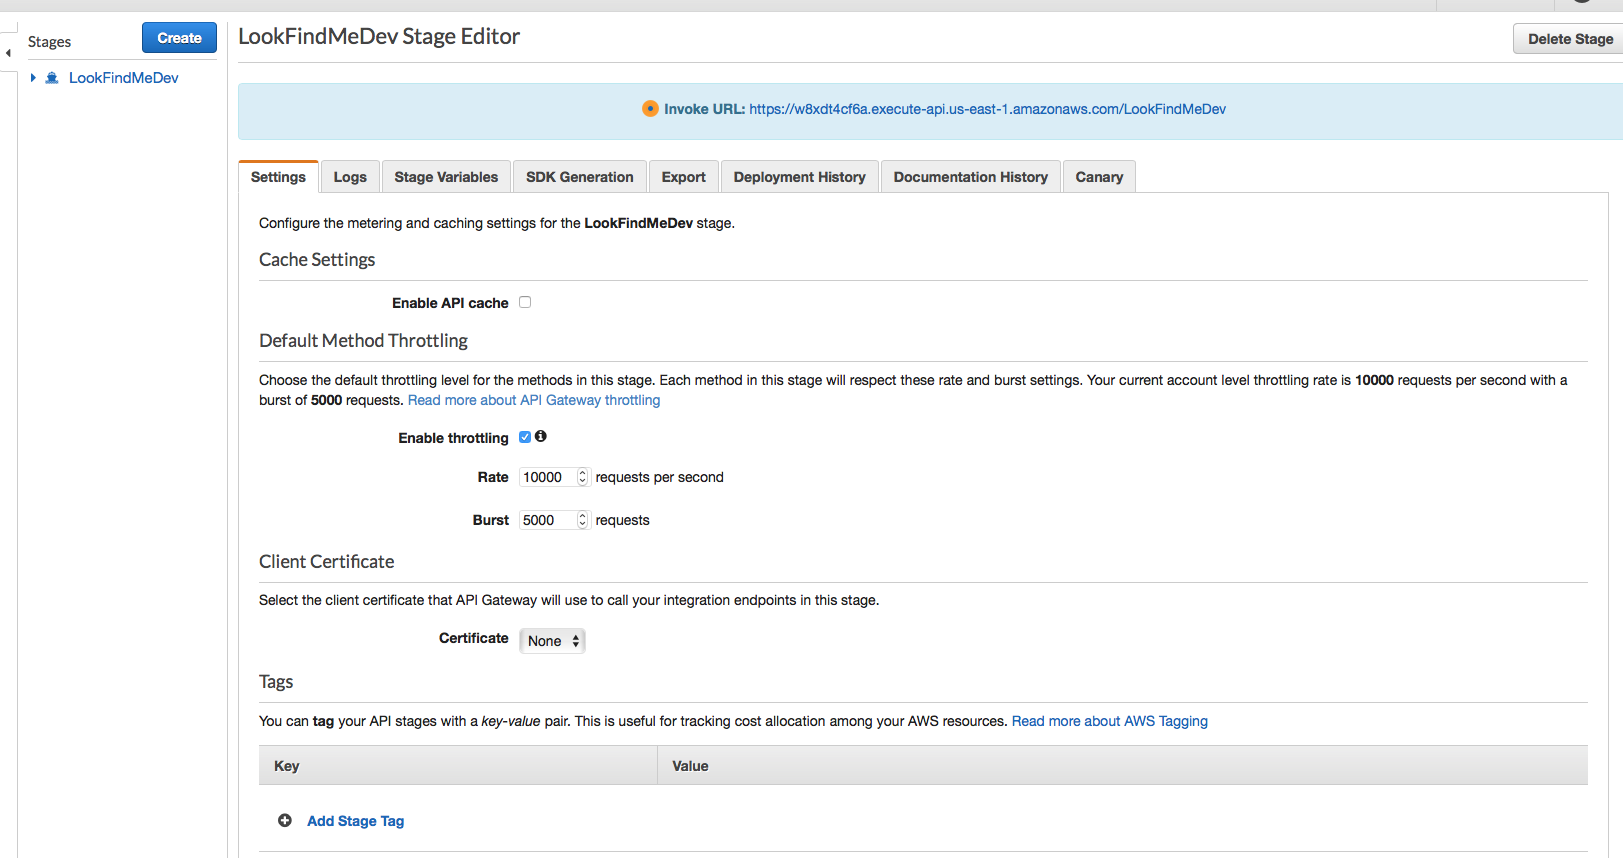 Stages
Create
LookFindMeDev
LookFindMeDev Stage Editor
Delete Stage
Invoke URL: https://w8xdt4cf6a.execute-api.us-east-1.amazonaws.com/LookFindMeDev
Settings
Logs
Stage Variables
SDK Generation
Export
Deployment History
Documentation History
Canary
Configure the metering and caching settings for the LookFindMeDev stage.
Cache Settings
Enable API cache
Default Method Throttling
Choose the default throttling level for the methods in this stage. Each method in this stage will respect these rate and burst settings. Your current account level throttling rate is 10000 requests per second with a
burst of 5000 requests. Read more about API Gateway throttling
Enable throttling
Rate 10000 requests per second
Burst 5000 requests
Client Certificate
Select the client certificate that API Gateway will use to call your integration endpoints in this stage.
Certificate None
Tags
You can tag your API stages with a key-value pair. This is useful for tracking cost allocation among your AWS resources. Read more about AWS Tagging
Key Value
Add Stage Tag